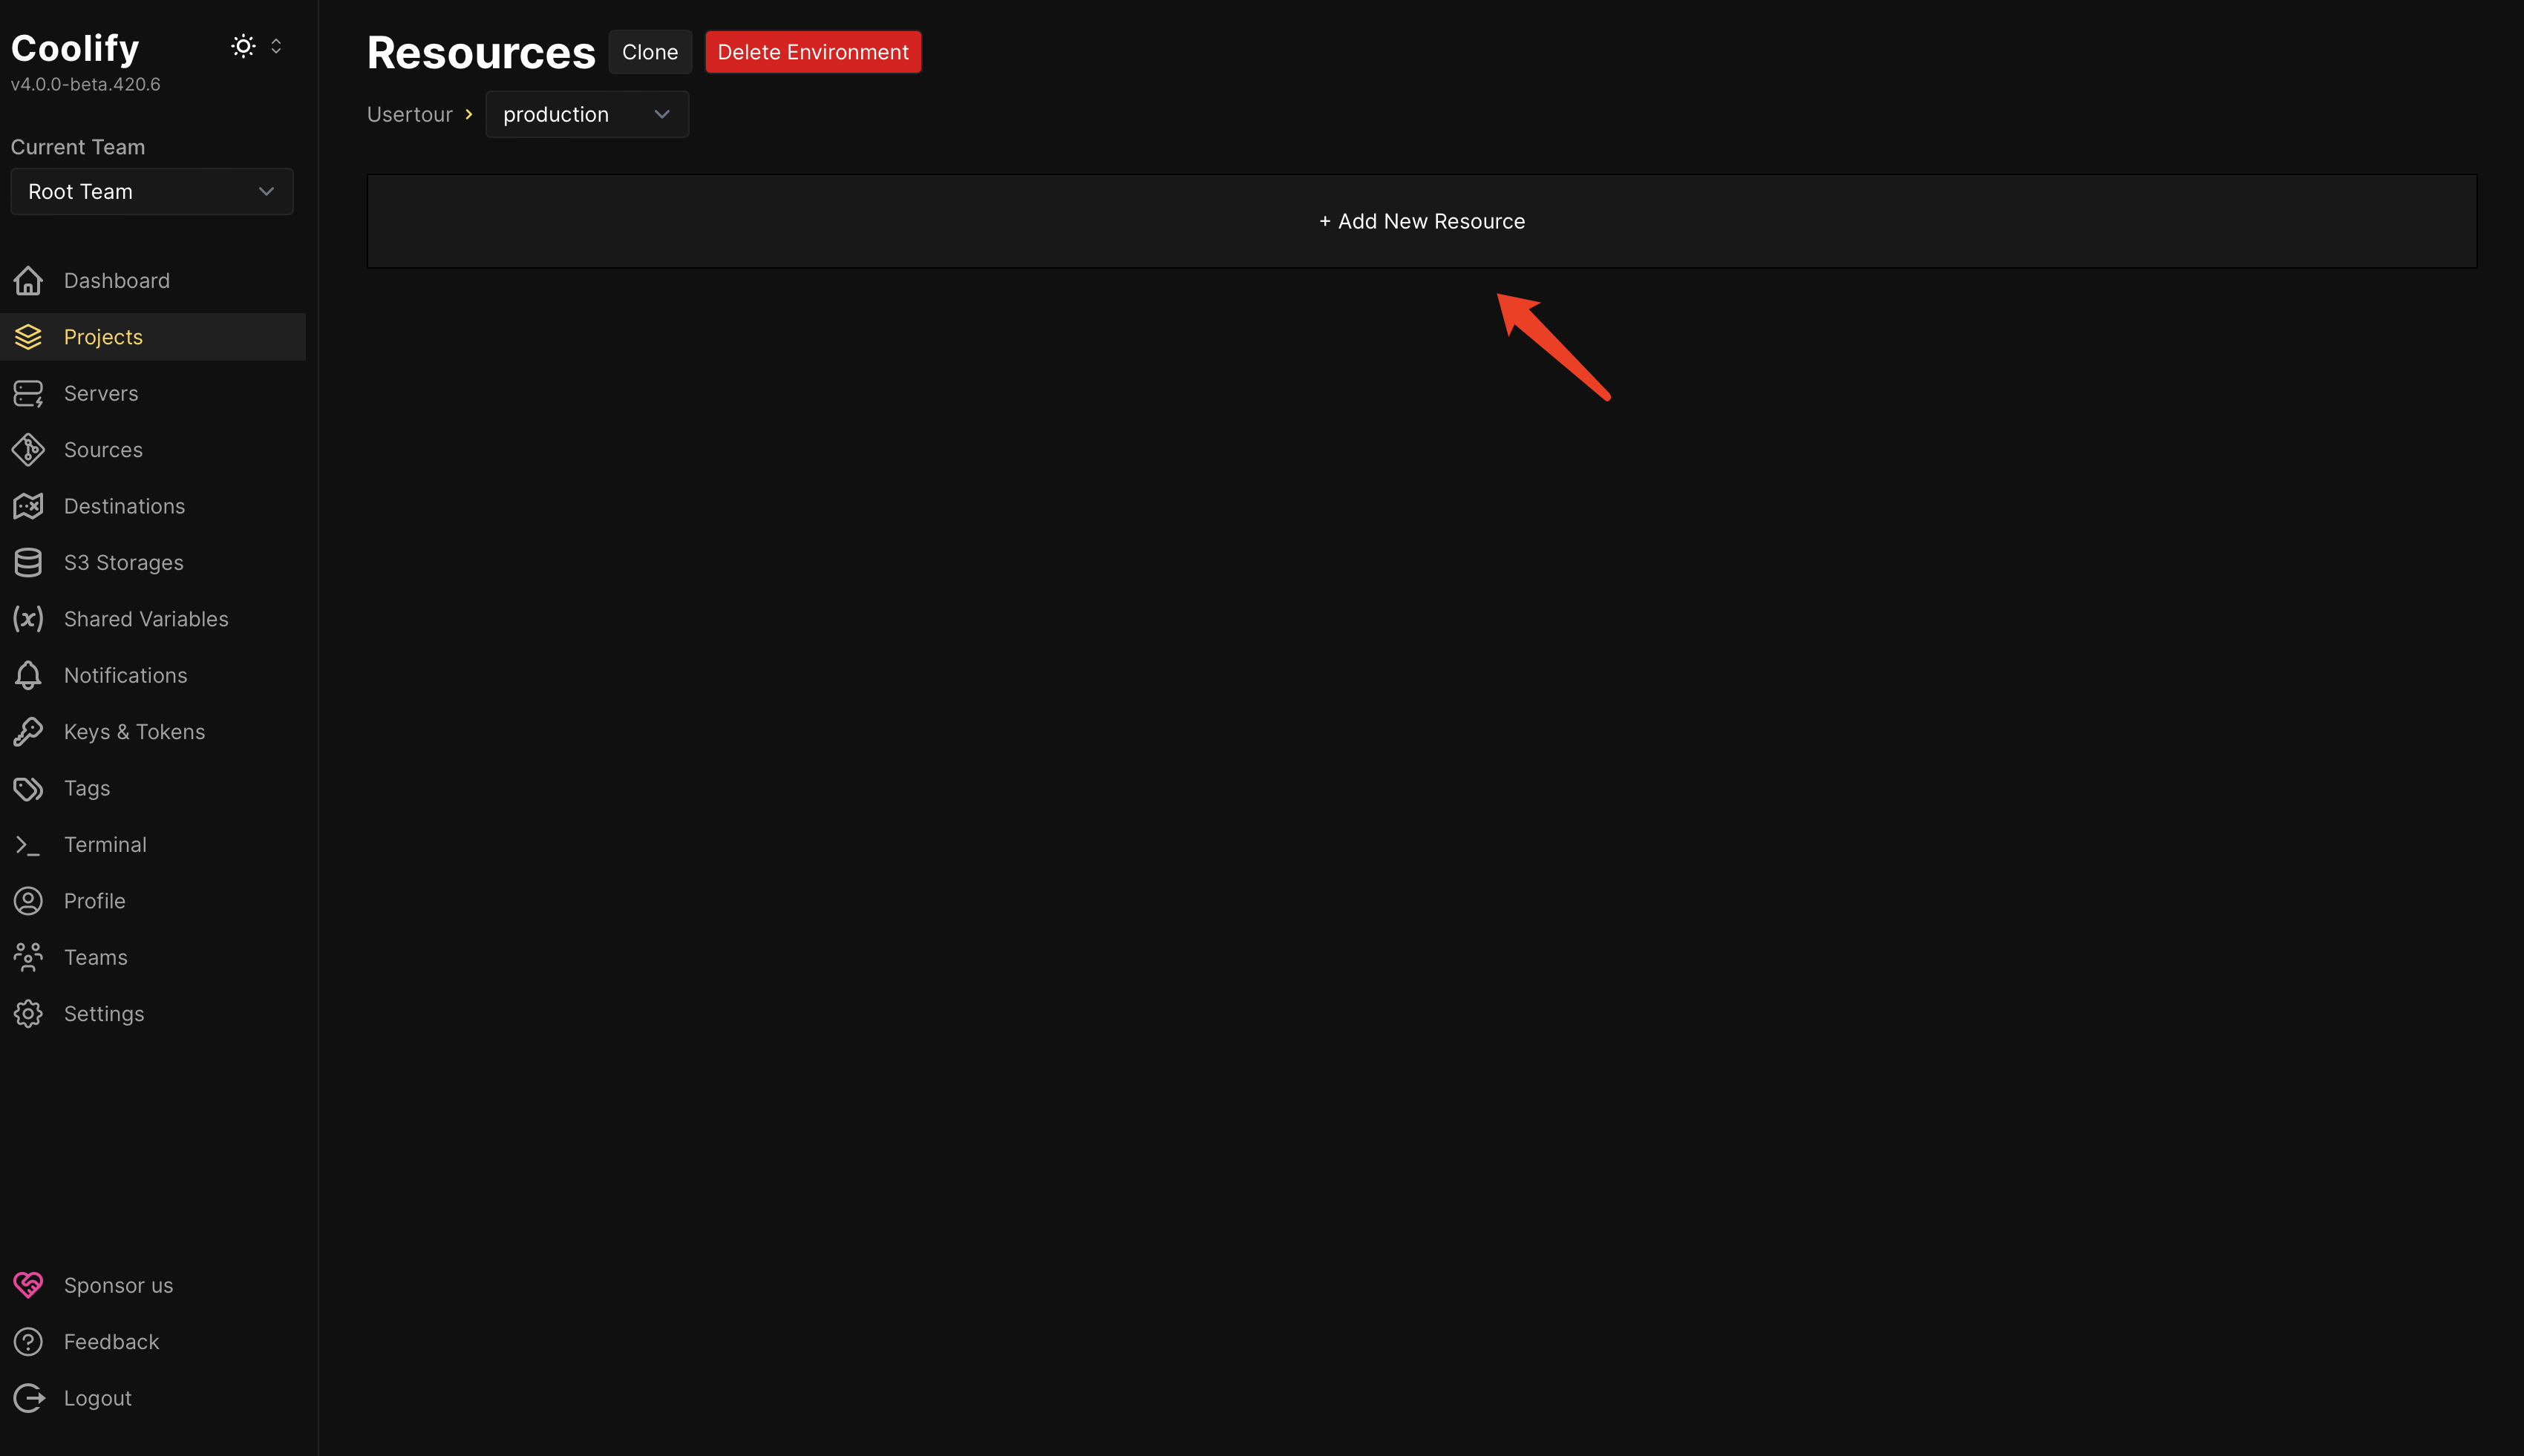 Coolify
v4.0.0-beta.420.6
Current Team
Root Team
Dashboard
Projects
Servers
Sources
Destinations
S3 Storages
Shared Variables
Notifications
Keys & Tokens
Tags
Terminal
Profile
Teams
Settings
Sponsor us
Feedback
Logout
Resources Clone Delete Environment
Usertour production
+ Add New Resource